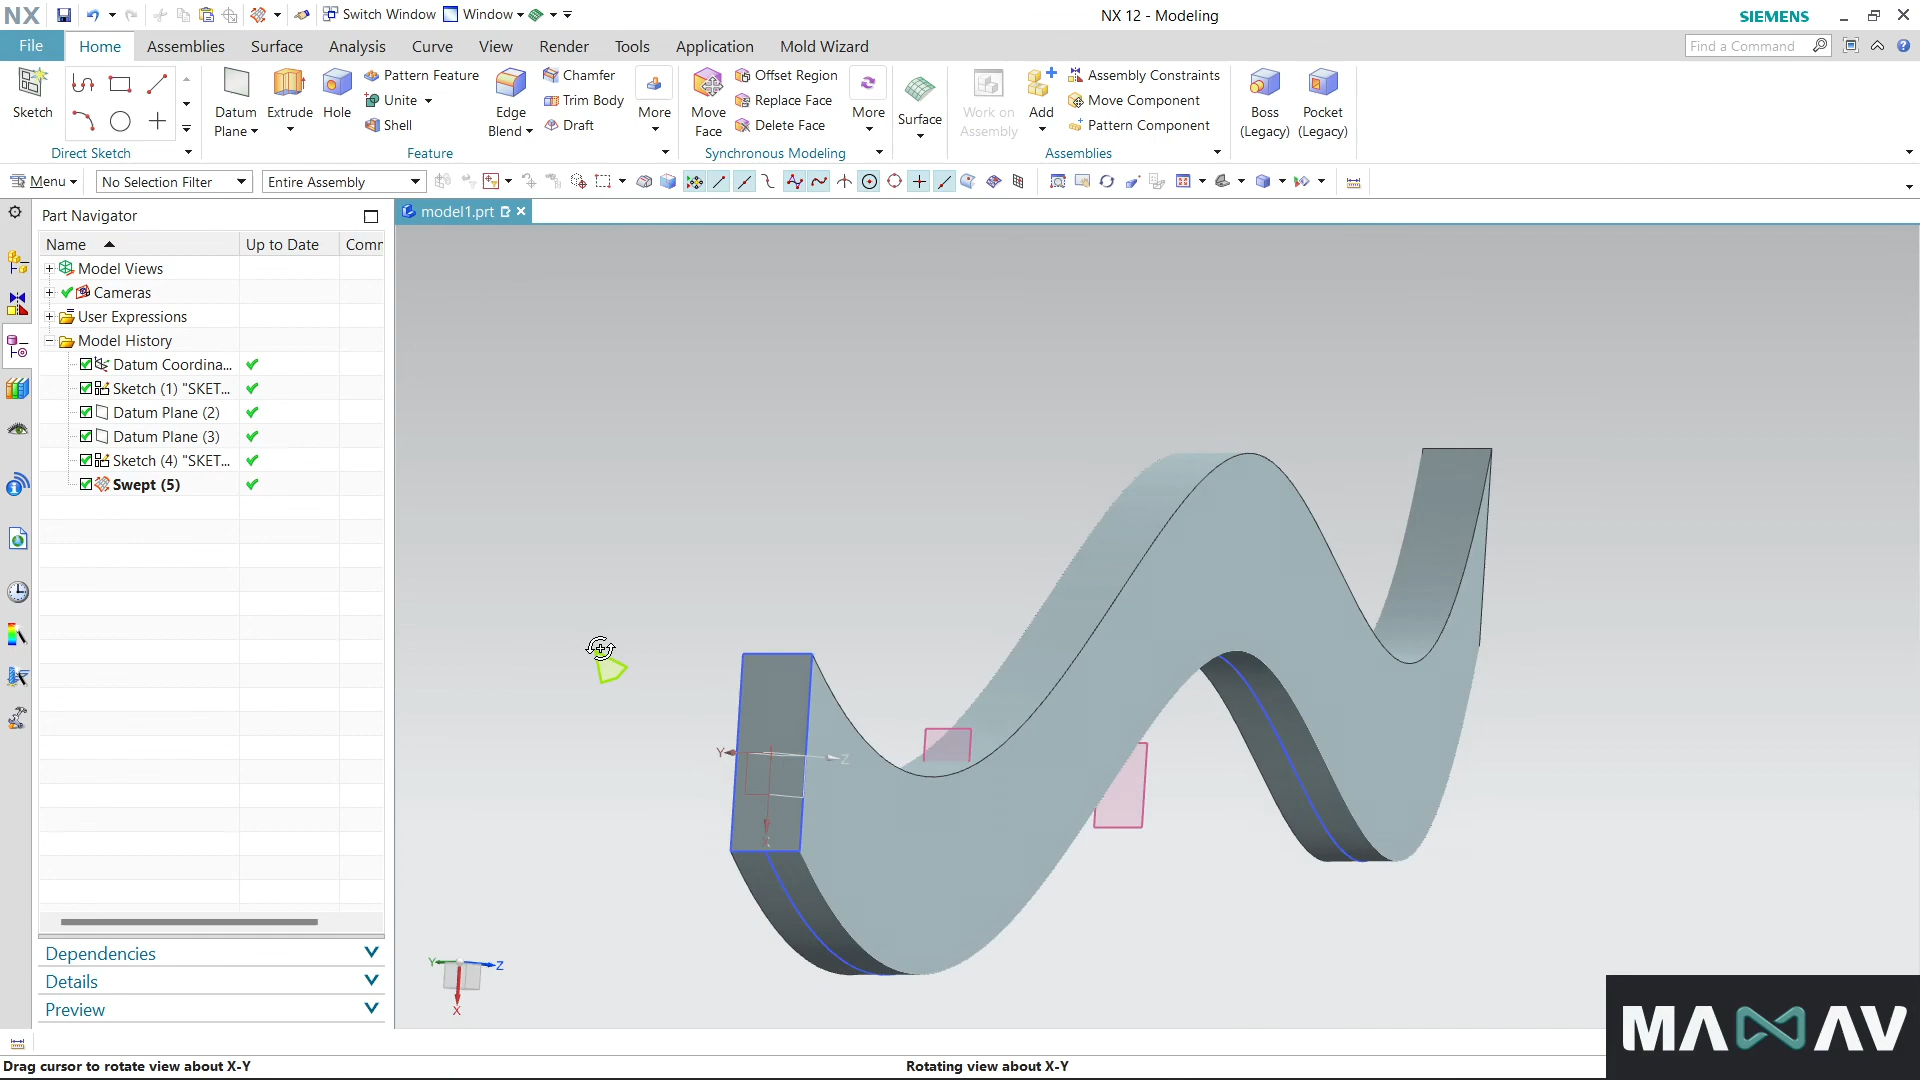 NX
Switch Window
Window
NX 12 - Modeling
SIEMENS
File
Home
Assemblies
Surface
Analysis
Curve
View
Render
Tools
Application
Mold Wizard
Find a Command
Sketch
Direct Sketch
Datum
Plane
Extrude
Hole
Pattern Feature
Unite
Shell
Edge
Blend
Chamfer
Trim Body
Draft
More
Feature
Move
Face
Offset Region
Replace Face
Delete Face
More
Synchronous Modeling
Surface
Work on
Assembly
Add
Assembly Constraints
Move Component
Pattern Component
Assemblies
Boss
(Legacy)
Pocket
(Legacy)
Menu
No Selection Filter
Entire Assembly
Part Navigator
model1.prt
Name
Up to Date
Comr
Model Views
Cameras
User Expressions
Model History
Datum Coordina...
Sketch (1) "SKET...
Datum Plane (2)
Datum Plane (3)
Sketch (4) "SKET...
Swept (5)
Y
Z
Dependencies
Details
Preview
Y
Z
X
MANAV
Drag cursor to rotate view about X-Y
Rotating view about X-Y